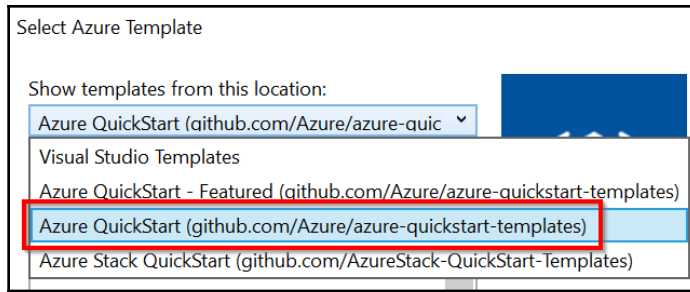 Select Azure Template
Show templates from this location:
Azure QuickStart (github.com/Azure/azure-quic
Visual Studio Templates
Azure QuickStart - Featured (github.com/Azure/azure-quickstart-templates)
Azure QuickStart (github.com/Azure/azure-quickstart-templates)
Azure Stack QuickStart (github.com/AzureStack-QuickStart-Templates)